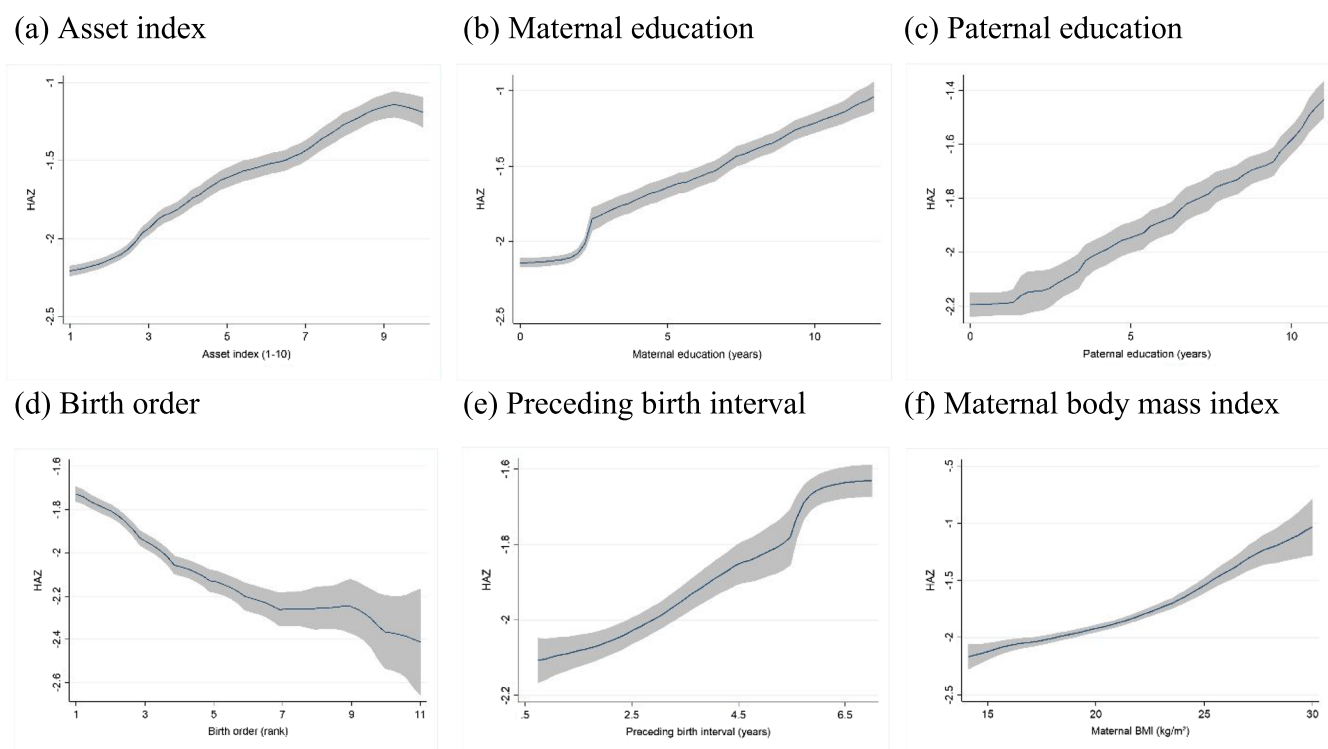 (a) Asset index
(b) Maternal education
(c) Paternal education
HAZ
-1
-1.5
-2
-2.5
1
3
5
7
9
Asset index (1-10)
HAZ
-1
-1.5
-2
-2.5
0
5
10
Maternal education (years)
HAZ
-1.4
-1.6
-1.8
-2
-2.2
0
5
10
Paternal education (years)
(d) Birth order
(e) Preceding birth interval
(f) Maternal body mass index
HAZ
-1.6
-1.8
-2
-2.2
-2.4
-2.6
1
3
5
7
9
11
Birth order (rank)
HAZ
-1.6
-1.8
-2
-2.2
.5
2.5
4.5
6.5
Preceding birth interval (years)
HAZ
-.5
-1
-1.5
-2
-2.5
15
20
25
30
Maternal BMI (kg/m²)